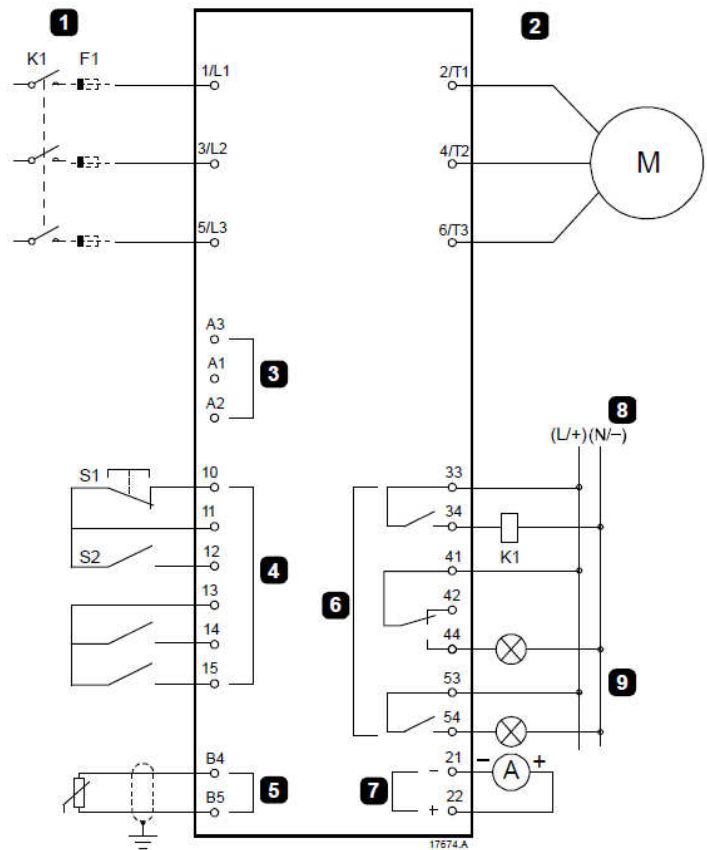 1
2
K1 F1
1/L1
2/T1
3/L2
4/T2
M
5/L3
6/T3
A3
A1
3
A2
8
(L/+) (N/–)
S1
10
33
11
34
S2
12
K1
4
41
13
6
42
14
44
15
53
9
54
B4
21
– A +
5
7
–
B5
+
22
17674.A